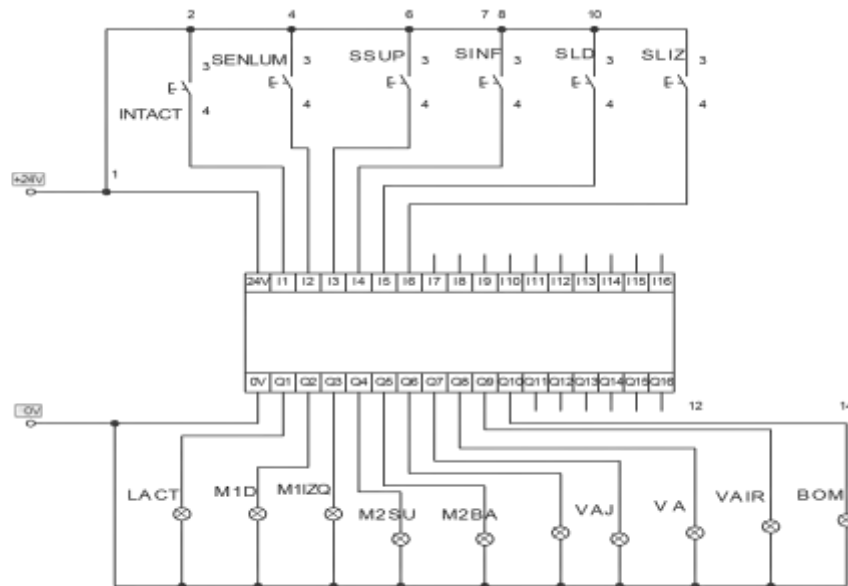 2 4 6 7 8 10
SENLUM SSUP SINF SLD SLIZ
3 3 3 3 3 3
4 4 4 4 4 4
INTACT
1
+24V
24V I1 I2 I3 I4 I5 I6 I7 I8 I9 I10 I11 I12 I13 I14 I15 I16
0V Q1 Q2 Q3 Q4 Q5 Q6 Q7 Q8 Q9 Q10 Q11 Q12 Q13 Q14 Q15 Q16
0V 12 14
LACT M1D M1IZQ M2SU M2BA VAJ VA VAIR BOM